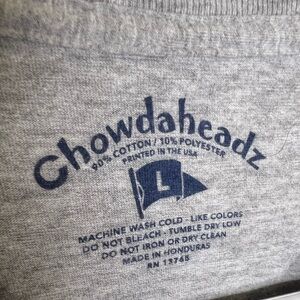 Chowdaheadz
90% COTTON / 10% POLYESTER
PRINTED IN THE USA
L
MACHINE WASH COLD - LIKE COLORS
DO NOT BLEACH - TUMBLE DRY LOW
DO NOT IRON OR DRY CLEAN
MADE IN HONDURAS
RN 13765